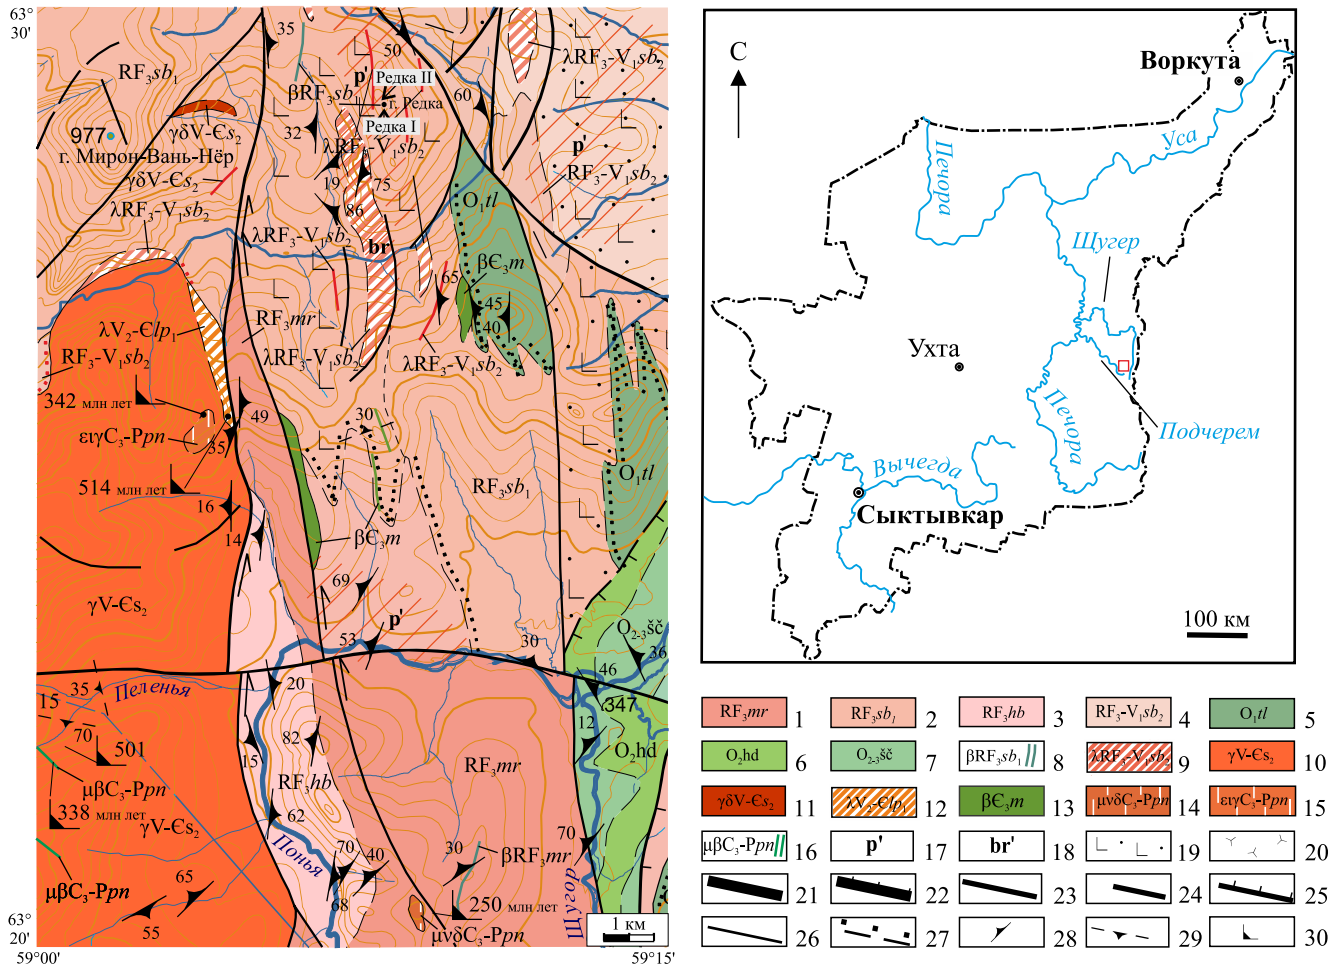 63°
30'
35
50
RF₃sb₁
p'
Редка II
λRF₃-V₁sb₂
βRF₃sb
г. Редка
60
977
γδV-Єs₂
32
Редка I
г. Мирон-Вань-Нёр
λRF₃-V₁sb₂
p'
γδV-Єs₂
19
75
RF₃-V₁sb₂
λRF₃-V₁sb₂
86
O₁tl
λRF₃-V₁sb₂
br
βЄ₃m
65
45
RF₃mr
40
λV₂-Єlp₁
RF₃-V₁sb₂
λRF₃-V₁sb₂
λRF₃-V₁sb₂
342 млн лет
49
30
ειγC₃-Ppn
35
RF₃sb₁
O₁tl
514 млн лет
16
14
βЄ₃m
69
γV-Єs₂
p'
O₂₋₃šč
53
30
36
46
35
Пеленья
20
347
15
12
70
82
O₂hd
501
15
RF₃hb
RF₃mr
μβC₃-Ppn
338 млн лет
62
γV-Єs₂
70
Понья
70
40
30
βRF₃mr
μβC₃-Ppn
65
68
250 млн лет
Щугор
55
μνδC₃-Ppn
1 км
63°
20'
59°00'
59°15'
С
Воркута
Уса
Печора
Щугер
Ухта
Печора
Подчерем
Вычегда
Сыктывкар
100 км
RF₃mr 1
RF₃sb₁ 2
RF₃hb 3
RF₃-V₁sb₂ 4
O₁tl 5
O₂hd 6
O₂₋₃šč 7
βRF₃sb₁ 8
λRF₃-V₁sb₂ 9
γV-Єs₂ 10
γδV-Єs₂ 11
λV₂-Єlp₁ 12
βЄ₃m 13
μνδC₃-Ppn 14
ειγC₃-Ppn 15
μβC₃-Ppn 16
p' 17
br' 18
19
20
21
22
23
24
25
26
27
28
29
30